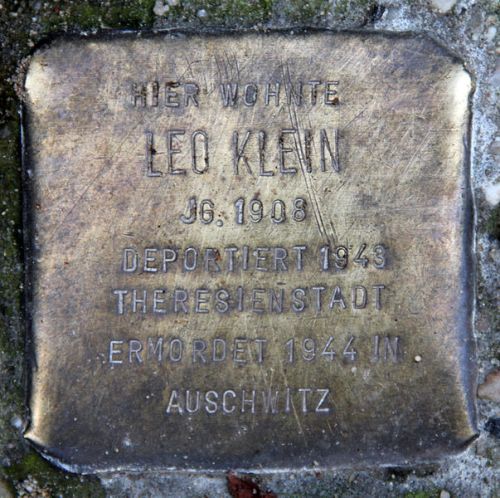 HIER WOHNTE
LEO KLEIN
JG. 1908
DEPORTIERT 1943
THERESIENSTADT
ERMORDET 1944 IN
AUSCHWITZ